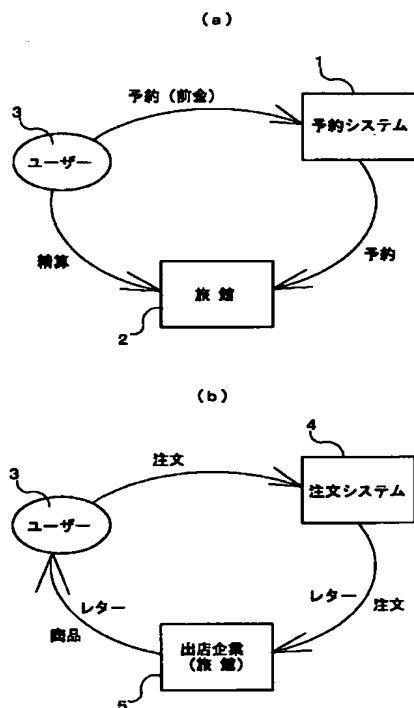 (a)
1
予約(前金)
3
予約システム
ユーザー
精算
予約
旅 館
2
(b)
4
注文
3
注文システム
ユーザー
レター
レター
注文
商品
出店企業
(旅 館)
5